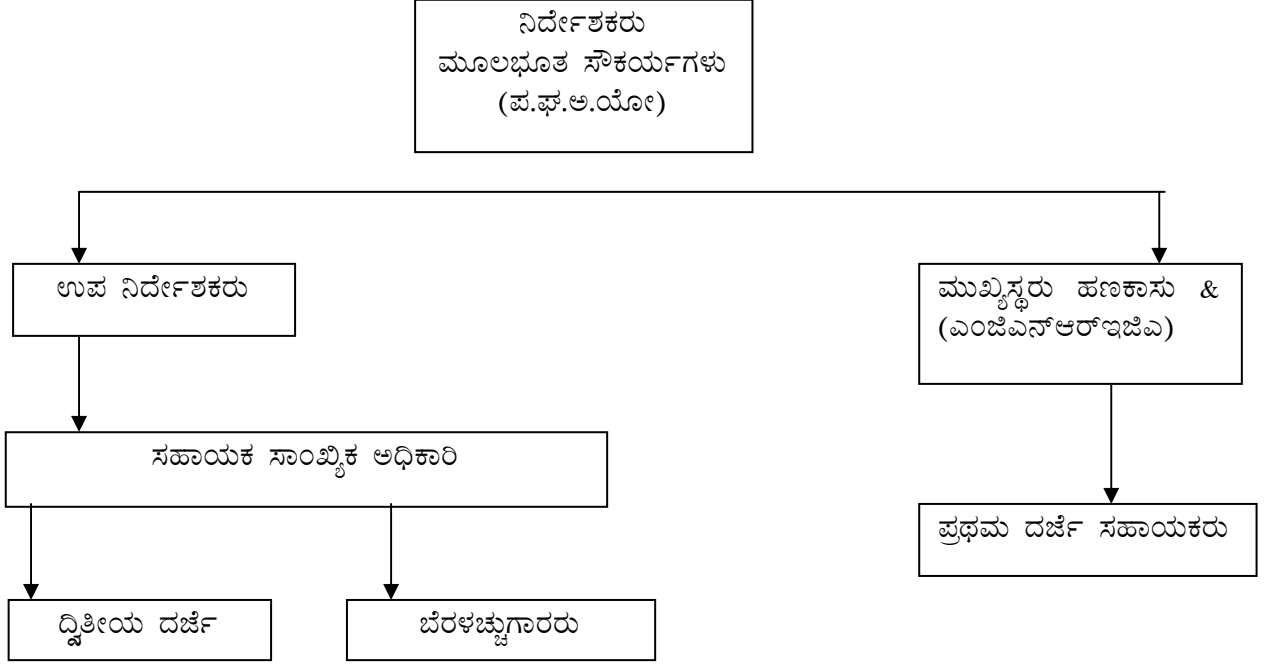 ನಿರ್ದೇಶಕರು
ಮೂಲಭೂತ ಸೌಕರ್ಯಗಳು
(ಪ.ಘ.ಅ.ಯೋ)
ಉಪ ನಿರ್ದೇಶಕರು
ಮುಖ್ಯಸ್ಥರು ಹಣಕಾಸು &
(ಎಂಜಿಎನ್ಆರ್ಇಜಿಎ)
ಸಹಾಯಕ ಸಾಂಖ್ಯಿಕ ಅಧಿಕಾರಿ
ಪ್ರಥಮ ದರ್ಜೆ ಸಹಾಯಕರು
ದ್ವಿತೀಯ ದರ್ಜೆ
ಬೆರಳಚ್ಚುಗಾರರು